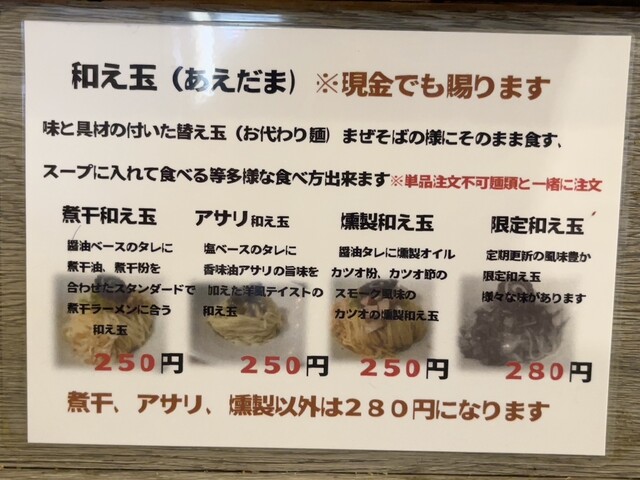 和え玉（あえだま）※現金でも賜ります
味と具材の付いた替え玉（お代わり麺）まぜそばの様にそのまま食す、
スープに入れて食べる等多様な食べ方出来ます※単品注文不可麺類と一緒に注文
煮干和え玉
醤油ベースのタレに
煮干油、煮干粉を
合わせたスタンダードで
煮干ラーメンに合う
和え玉
250円
アサリ和え玉
塩ベースのタレに
香味油アサリの旨味を
加えた洋風テイストの
和え玉
250円
燻製和え玉
醤油タレに燻製オイル
カツオ粉、カツオ節の
スモーク風味の
カツオの燻製和え玉
250円
限定和え玉
定期更新の風味豊か
限定和え玉
様々な味があります
280円
煮干、アサリ、燻製以外は280円になります